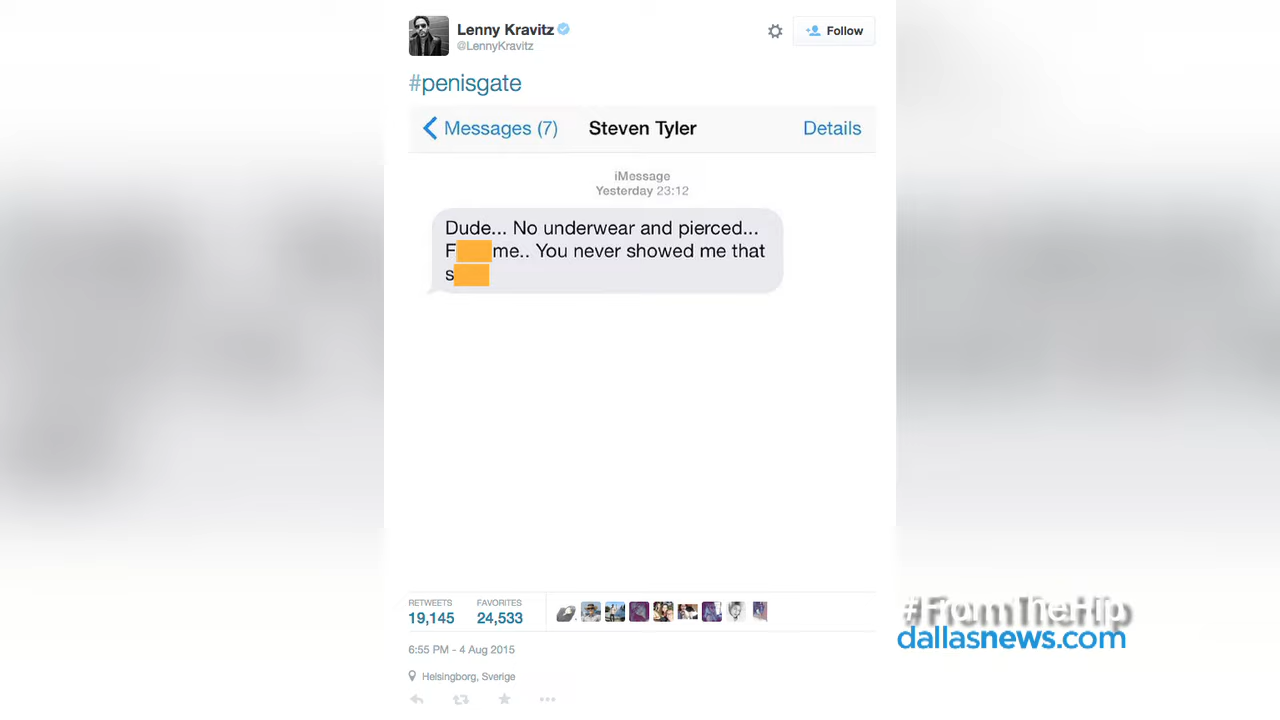 Lenny Kravitz
@LennyKravitz
Follow
#penisgate
Messages (7)
Steven Tyler
Details
iMessage
Yesterday 23:12
Dude... No underwear and pierced...
F me.. You never showed me that
s
RETWEETS
FAVORITES
19,145
24,533
6:55 PM - 4 Aug 2015
Helsingborg, Sverige
#FromTheHip
dallasnews.com